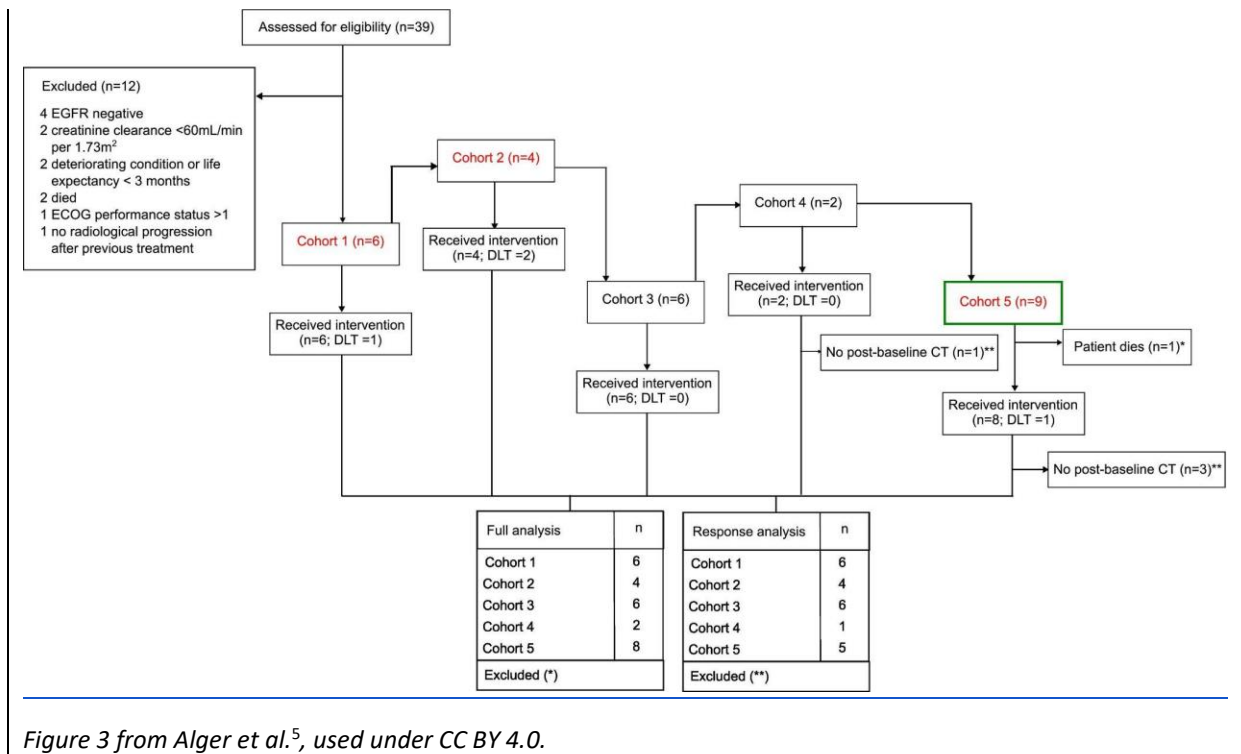 Assessed for eligibility (n=39)
Excluded (n=12)
4 EGFR negative
2 creatinine clearance <60mL/min
per 1.73m²
2 deteriorating condition or life
expectancy < 3 months
2 died
1 ECOG performance status >1
1 no radiological progression
after previous treatment
Cohort 1 (n=6)
Received intervention
(n=6; DLT =1)
Cohort 2 (n=4)
Received intervention
(n=4; DLT =2)
Cohort 3 (n=6)
Received intervention
(n=6; DLT =0)
Cohort 4 (n=2)
Received intervention
(n=2; DLT =0)
No post-baseline CT (n=1)**
Cohort 5 (n=9)
Patient dies (n=1)*
Received intervention
(n=8; DLT =1)
No post-baseline CT (n=3)**
Full analysis n
Cohort 1 6
Cohort 2 4
Cohort 3 6
Cohort 4 2
Cohort 5 8
Excluded (*)
Response analysis n
Cohort 1 6
Cohort 2 4
Cohort 3 6
Cohort 4 1
Cohort 5 5
Excluded (**)
Figure 3 from Alger et al.⁵, used under CC BY 4.0.